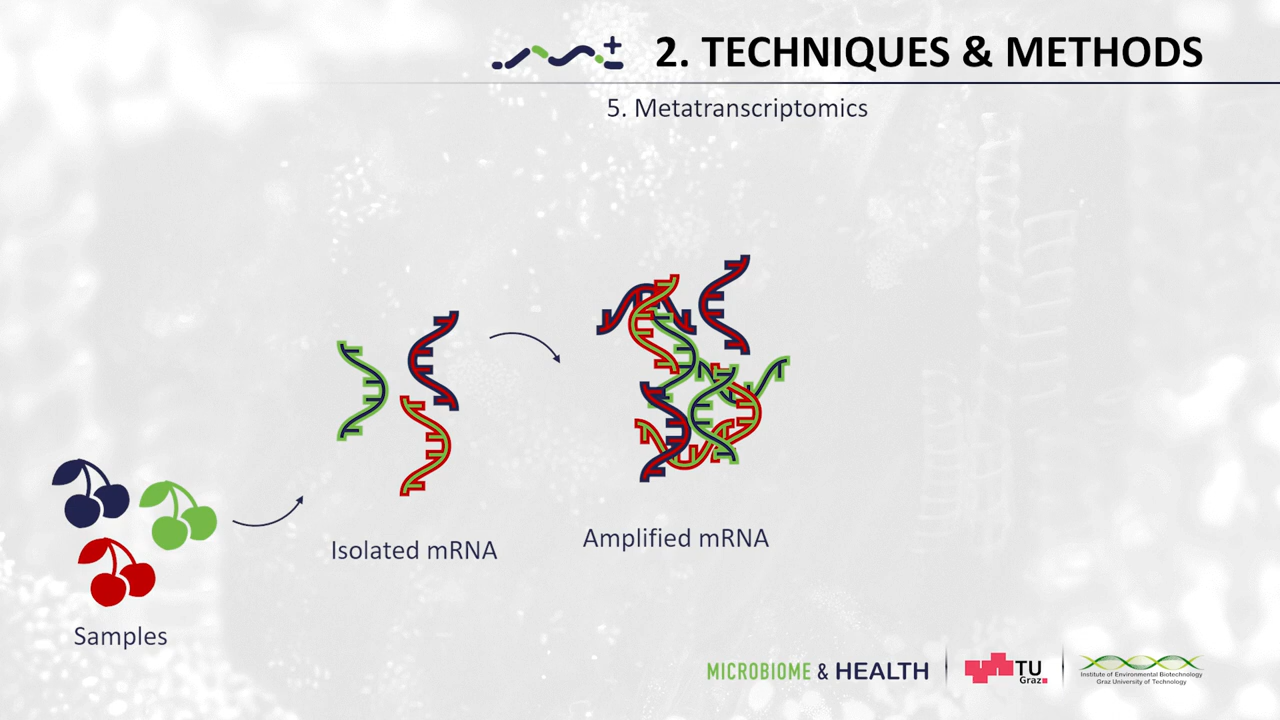 2. TECHNIQUES & METHODS
5. Metatranscriptomics
Isolated mRNA
Amplified mRNA
Samples
MICROBIOME & HEALTH
TU
Graz
Institute of Environmental Biotechnology
Graz University of Technology